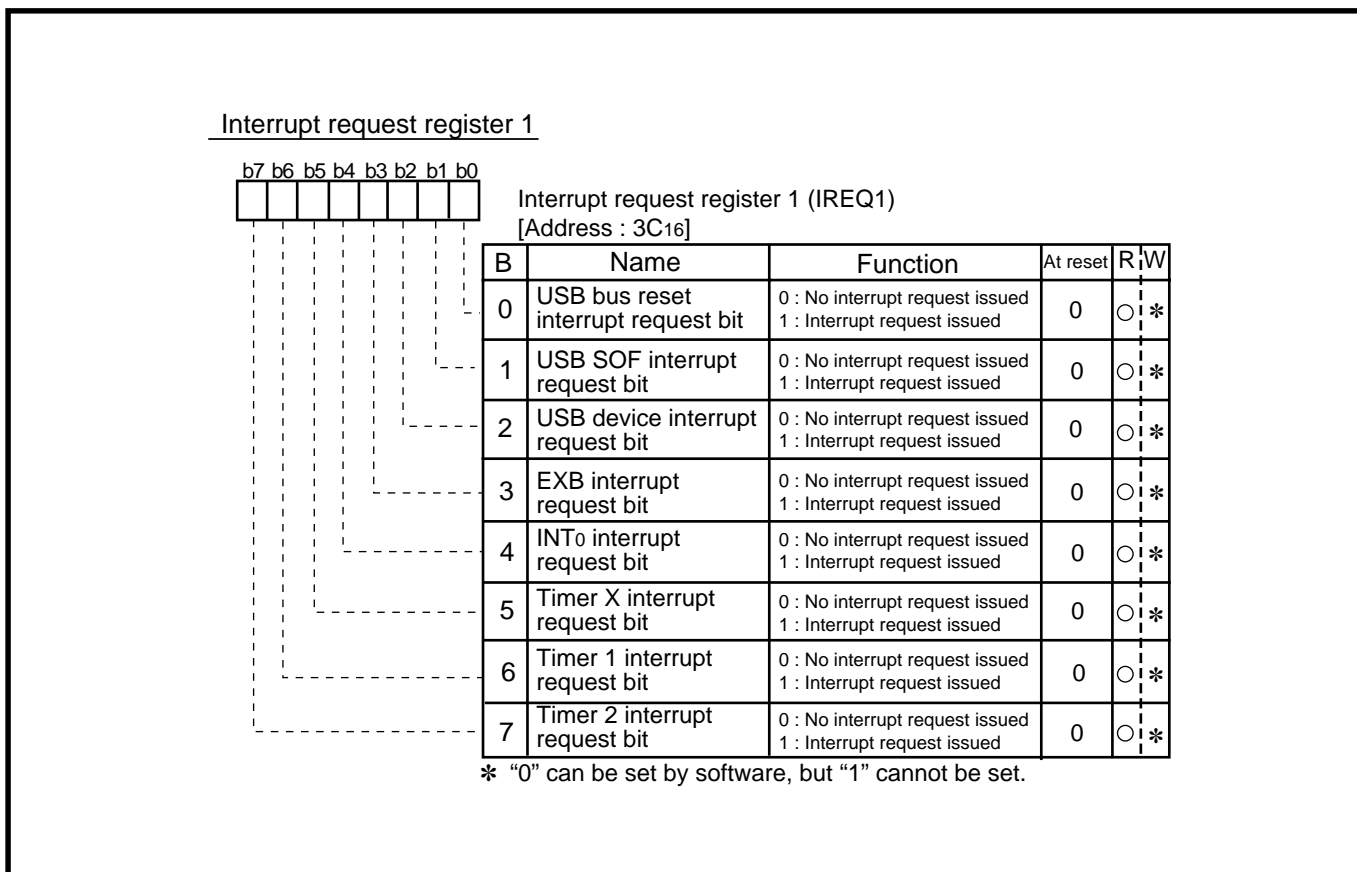 Interrupt request register 1
b7 b6 b5 b4 b3 b2 b1 b0
Interrupt request register 1 (IREQ1)
[Address : 3C16]
B Name Function At reset R W
0 USB bus reset interrupt request bit 0 : No interrupt request issued 1 : Interrupt request issued 0 ○ ✻
1 USB SOF interrupt request bit 0 : No interrupt request issued 1 : Interrupt request issued 0 ○ ✻
2 USB device interrupt request bit 0 : No interrupt request issued 1 : Interrupt request issued 0 ○ ✻
3 EXB interrupt request bit 0 : No interrupt request issued 1 : Interrupt request issued 0 ○ ✻
4 INT0 interrupt request bit 0 : No interrupt request issued 1 : Interrupt request issued 0 ○ ✻
5 Timer X interrupt request bit 0 : No interrupt request issued 1 : Interrupt request issued 0 ○ ✻
6 Timer 1 interrupt request bit 0 : No interrupt request issued 1 : Interrupt request issued 0 ○ ✻
7 Timer 2 interrupt request bit 0 : No interrupt request issued 1 : Interrupt request issued 0 ○ ✻
✻ “0” can be set by software, but “1” cannot be set.